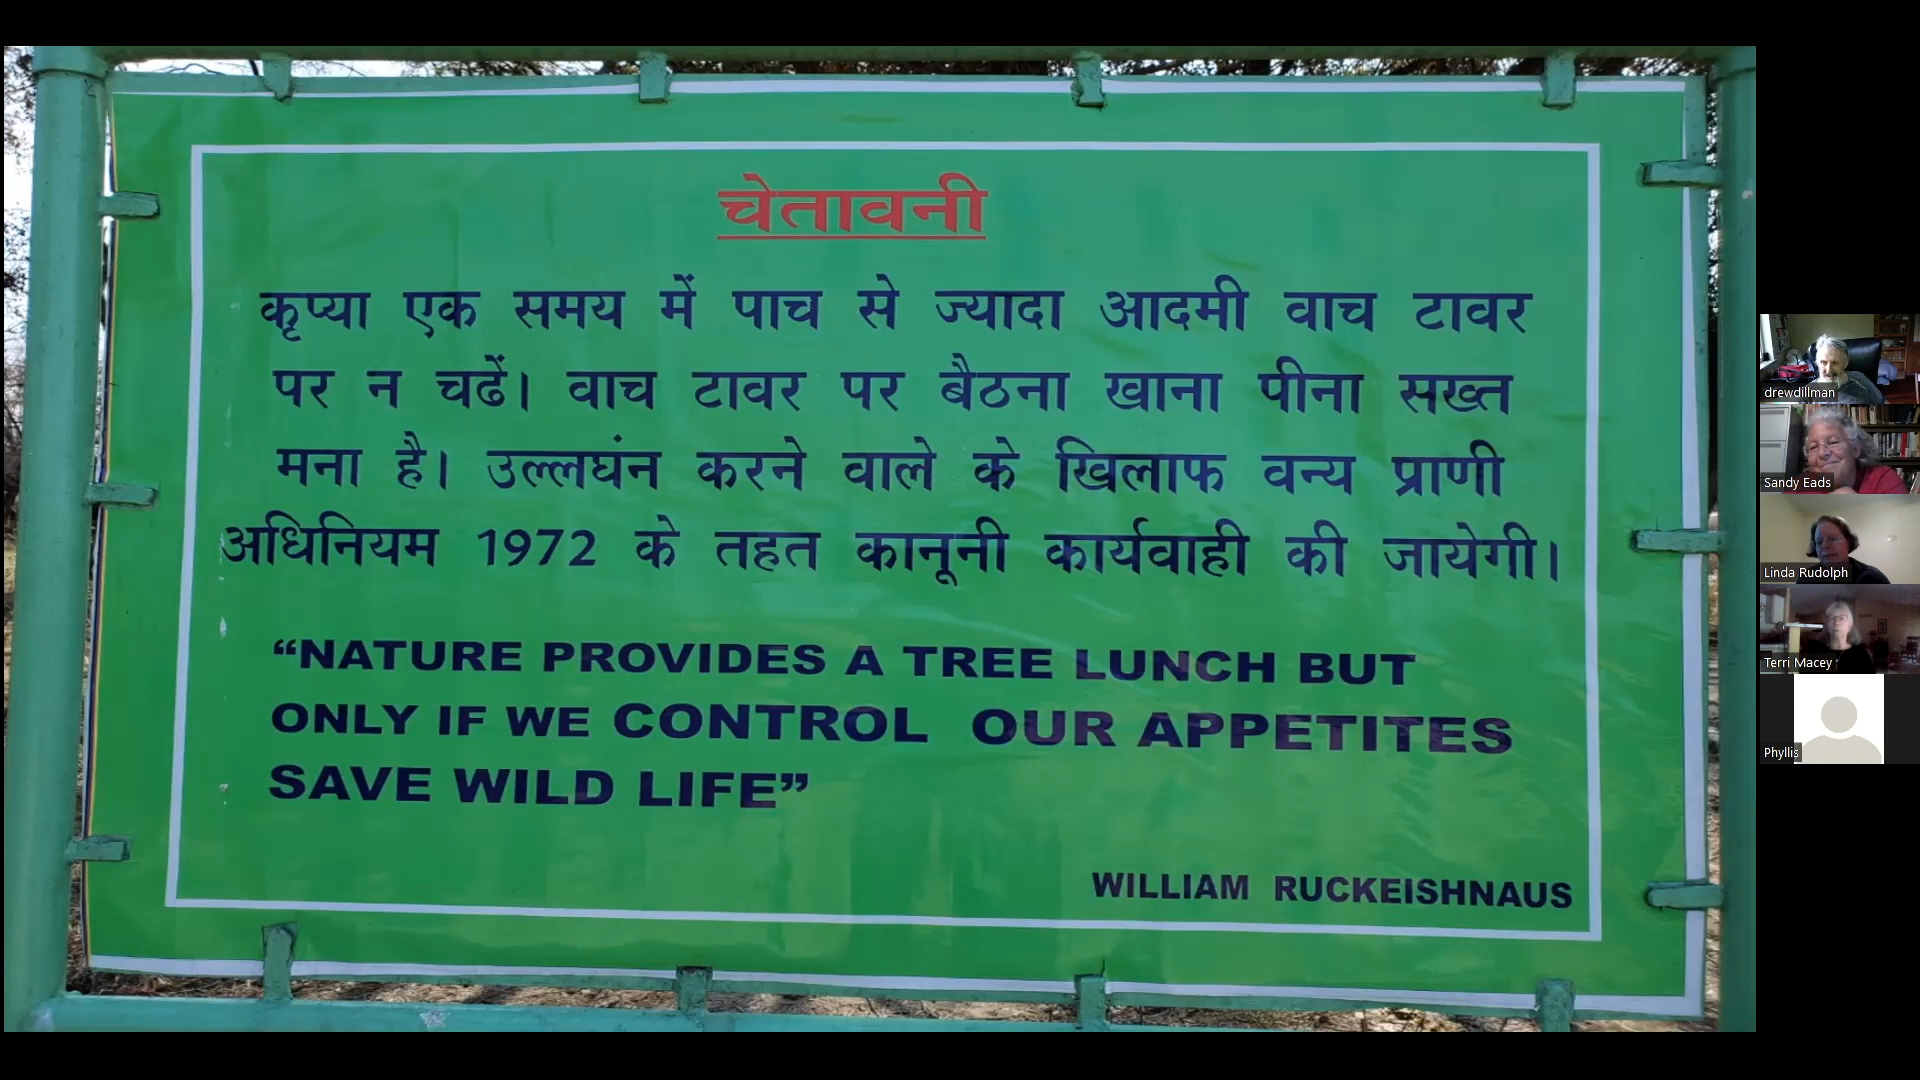 चेतावनी
कृप्या एक समय में पाच से ज्यादा आदमी वाच टावर
पर न चढें। वाच टावर पर बैठना खाना पीना सख्त
मना है। उल्लघंन करने वाले के खिलाफ वन्य प्राणी
अधिनियम 1972 के तहत कानूनी कार्यवाही की जायेगी।
“NATURE PROVIDES A TREE LUNCH BUT
ONLY IF WE CONTROL OUR APPETITES
SAVE WILD LIFE”
WILLIAM RUCKEISHNAUS
drewdillman
Sandy Eads
Linda Rudolph
Terri Macey
Phyllis